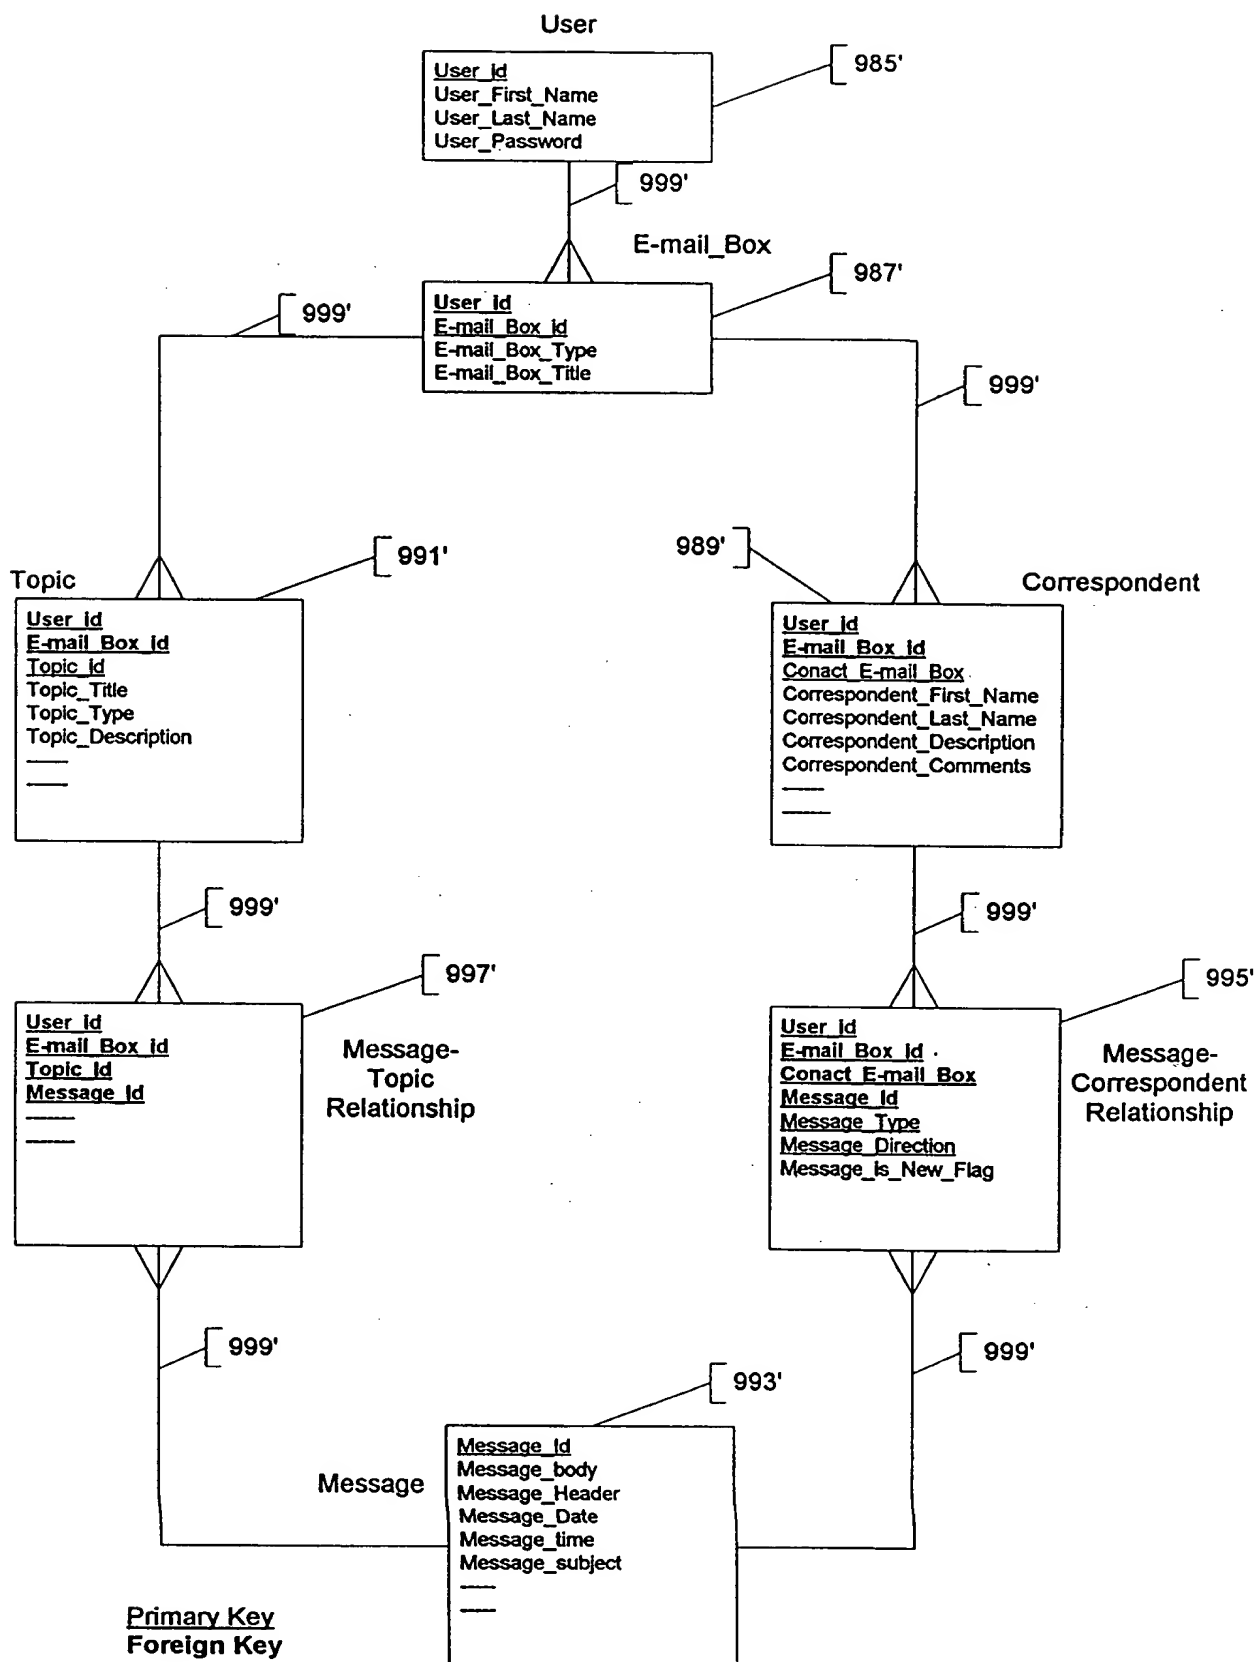 User
985'
User_id
User_First_Name
User_Last_Name
User_Password
999'
E-mail_Box
987'
999'
User_id
E-mail_Box_id
E-mail_Box_Type
E-mail_Box_Title
999'
991'
989'
Topic
Correspondent
User_id
E-mail_Box_id
Topic_id
Topic_Title
Topic_Type
Topic_Description
User_id
E-mail_Box_id
Conact_E-mail_Box
Correspondent_First_Name
Correspondent_Last_Name
Correspondent_Description
Correspondent_Comments
999'
999'
997'
995'
User_id
E-mail_Box_id
Topic_id
Message_id
Message-
Topic
Relationship
User_id
E-mail_Box_id
Conact_E-mail_Box
Message_id
Message_Type
Message_Direction
Message_is_New_Flag
Message-
Correspondent
Relationship
999'
999'
993'
Message
Message_id
Message_body
Message_Header
Message_Date
Message_time
Message_subject
Primary Key
Foreign Key